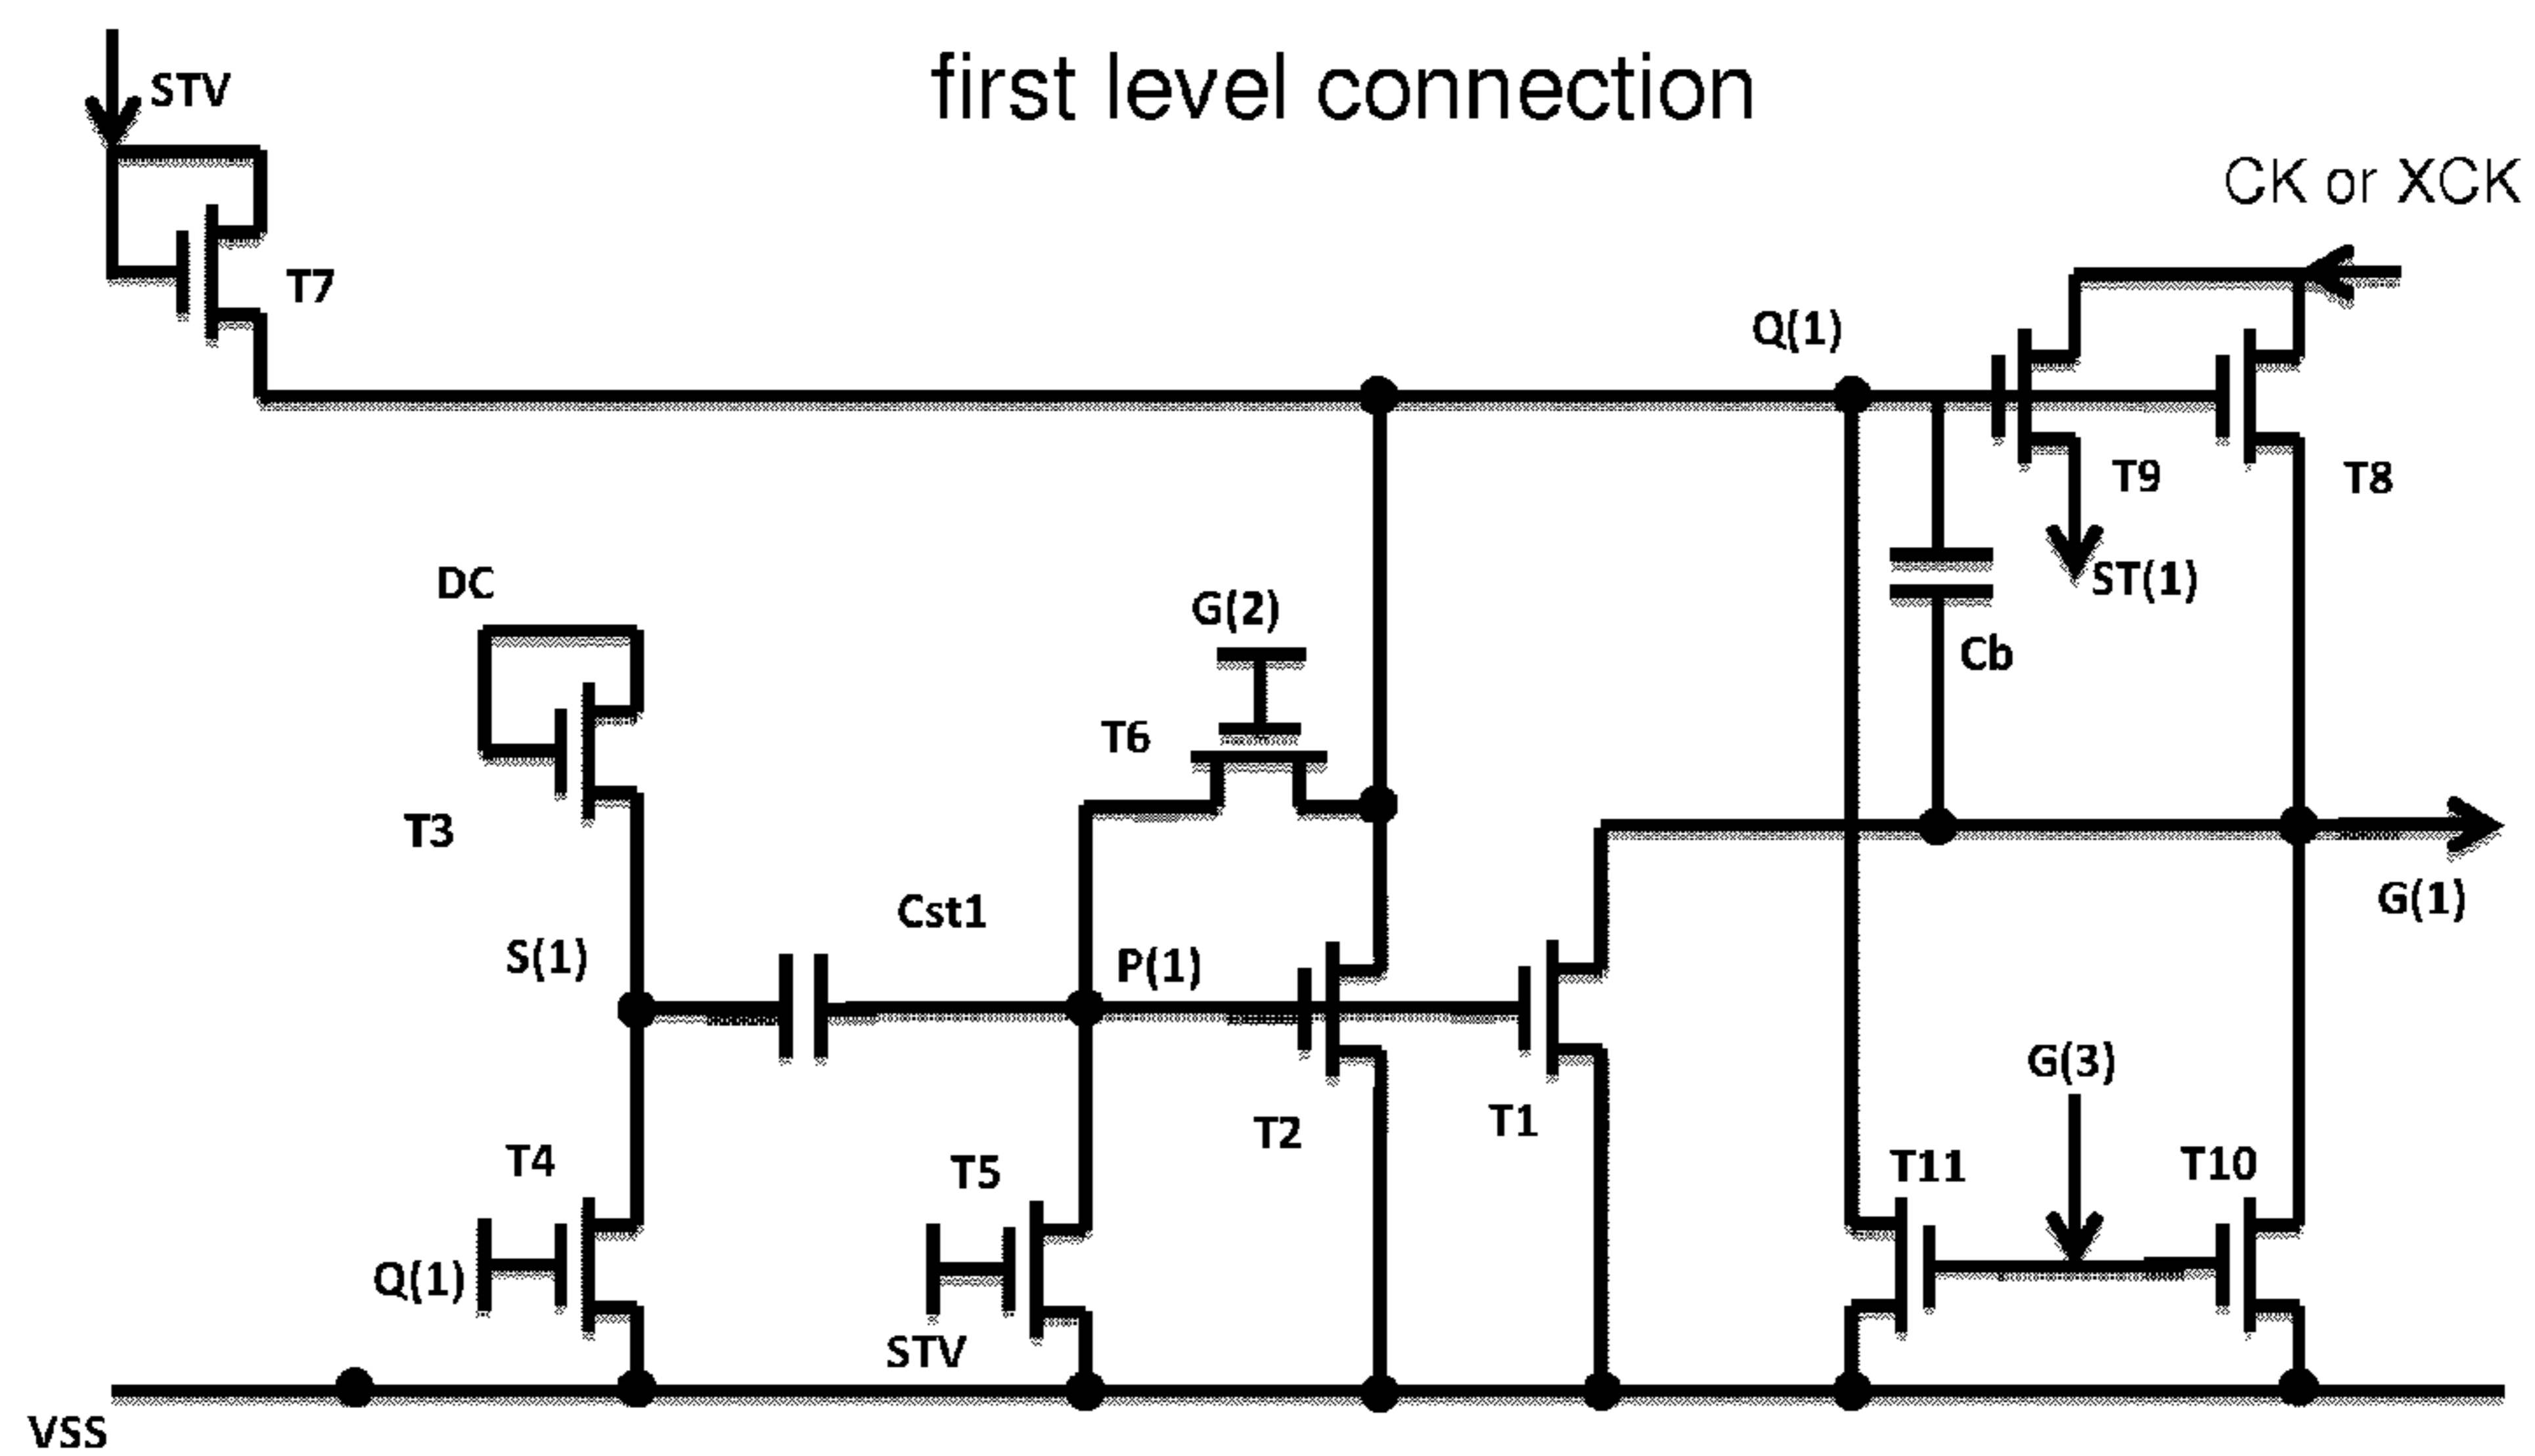 STV
first level connection
CK or XCK
T7
Q(1)
T9
T8
DC
ST(1)
G(2)
Cb
T6
T3
Cst1
G(1)
S(1)
P(1)
G(3)
T2
T1
T4
T5
T11
T10
Q(1)
STV
VSS